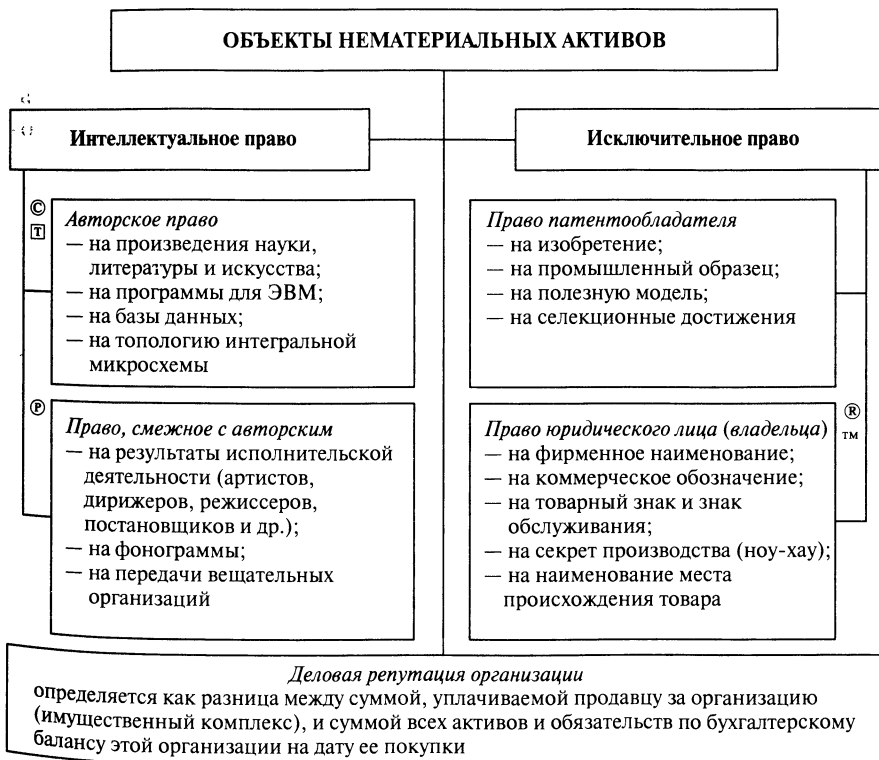 ОБЪЕКТЫ НЕМАТЕРИАЛЬНЫХ АКТИВОВ
Интеллектуальное право
Исключительное право
©
T
Авторское право
— на произведения науки,
литературы и искусства;
— на программы для ЭВМ;
— на базы данных;
— на топологию интегральной
микросхемы
Право патентообладателя
— на изобретение;
— на промышленный образец;
— на полезную модель;
— на селекционные достижения
℗
Право, смежное с авторским
— на результаты исполнительской
деятельности (артистов,
дирижеров, режиссеров,
постановщиков и др.);
— на фонограммы;
— на передачи вещательных
организаций
®
тм
Право юридического лица (владельца)
— на фирменное наименование;
— на коммерческое обозначение;
— на товарный знак и знак
обслуживания;
— на секрет производства (ноу-хау);
— на наименование места
происхождения товара
Деловая репутация организации
определяется как разница между суммой, уплачиваемой продавцу за организацию
(имущественный комплекс), и суммой всех активов и обязательств по бухгалтерскому
балансу этой организации на дату ее покупки